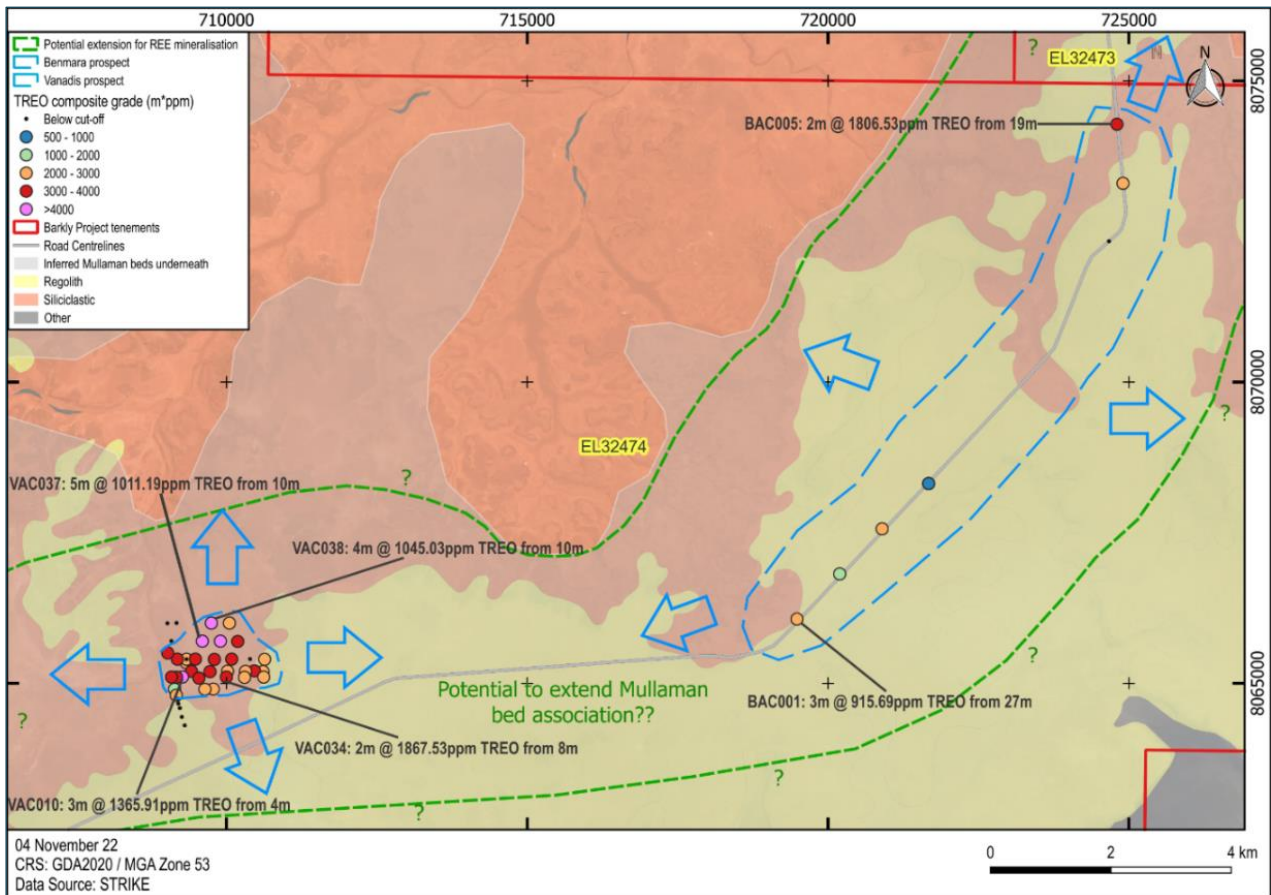 710000
715000
720000
725000
Potential extension for REE mineralisation
Benmara prospect
Vanadis prospect
TREO composite grade (m*ppm)
Below cut-off
500 - 1000
1000 - 2000
2000 - 3000
3000 - 4000
>4000
Barkly Project tenements
Road Centrelines
Inferred Mullaman beds underneath
Regolith
Siliciclastic
Other
?
EL32473
N
N
8075000
BAC005: 2m @ 1806.53ppm TREO from 19m
8070000
?
EL32474
?
VAC037: 5m @ 1011.19ppm TREO from 10m
VAC038: 4m @ 1045.03ppm TREO from 10m
?
8065000
Potential to extend Mullaman
bed association??
BAC001: 3m @ 915.69ppm TREO from 27m
?
VAC034: 2m @ 1867.53ppm TREO from 8m
?
VAC010: 3m @ 1365.91ppm TREO from 4m
?
04 November 22
CRS: GDA2020 / MGA Zone 53
Data Source: STRIKE
0
2
4 km